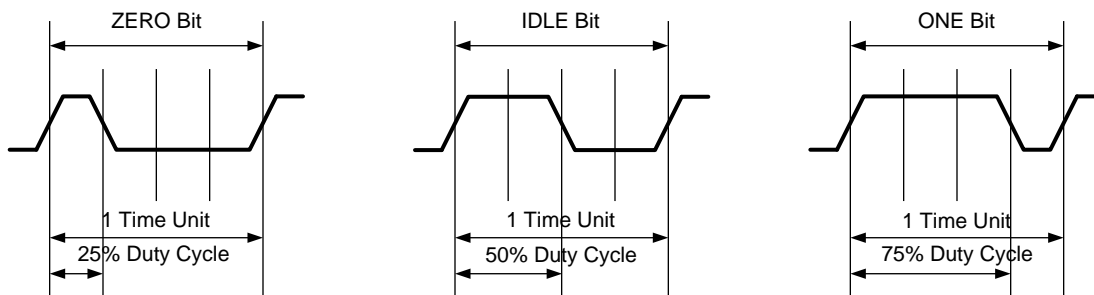 ZERO Bit
1 Time Unit
25% Duty Cycle
IDLE Bit
1 Time Unit
50% Duty Cycle
ONE Bit
1 Time Unit
75% Duty Cycle